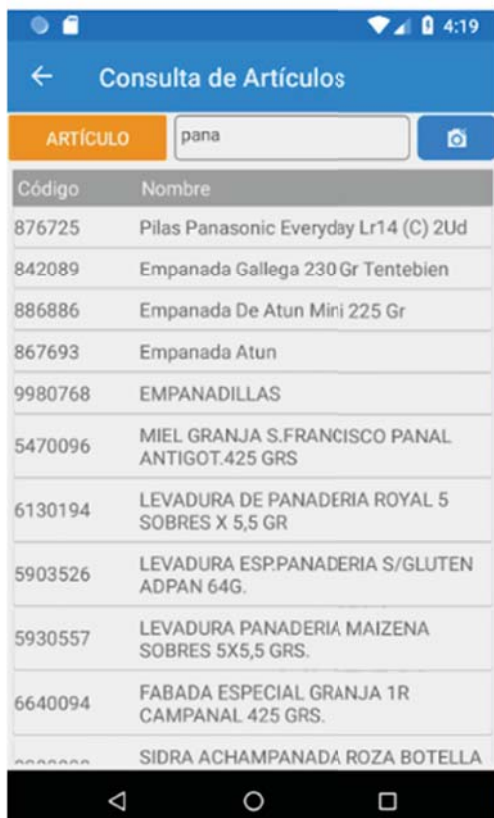 4:19
Consulta de Artículos
ARTÍCULO pana
Código Nombre
876725 Pilas Panasonic Everyday Lr14 (C) 2Ud
842089 Empanada Gallega 230 Gr Tentebien
886886 Empanada De Atun Mini 225 Gr
867693 Empanada Atun
9980768 EMPANADILLAS
5470096 MIEL GRANJA S.FRANCISCO PANAL
ANTIGOT.425 GRS
6130194 LEVADURA DE PANADERIA ROYAL 5
SOBRES X 5,5 GR
5903526 LEVADURA ESP.PANADERIA S/GLUTEN
ADPAN 64G.
5930557 LEVADURA PANADERIA MAIZENA
SOBRES 5X5,5 GRS.
6640094 FABADA ESPECIAL GRANJA 1R
CAMPANAL 425 GRS.
SIDRA ACHAMPANADA ROZA BOTELLA